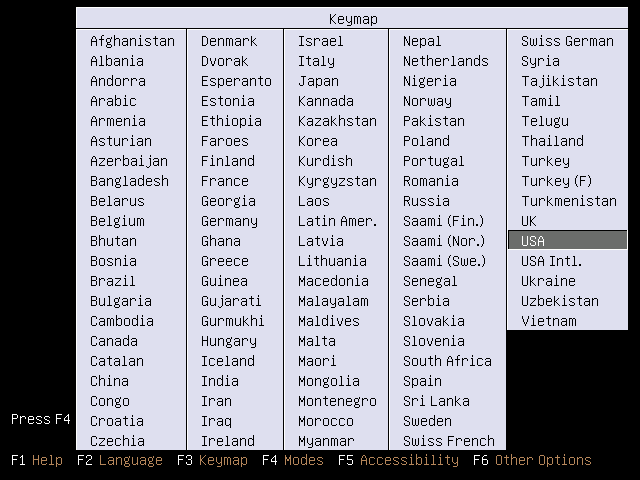 Keymap
Afghanistan
Albania
Andorra
Arabic
Armenia
Asturian
Azerbaijan
Bangladesh
Belarus
Belgium
Bhutan
Bosnia
Brazil
Bulgaria
Cambodia
Canada
Catalan
China
Congo
Croatia
Czechia
Denmark
Dvorak
Esperanto
Estonia
Ethiopia
Faroes
Finland
France
Georgia
Germany
Ghana
Greece
Guinea
Gujarati
Gurmukhi
Hungary
Iceland
India
Iran
Iraq
Ireland
Israel
Italy
Japan
Kannada
Kazakhstan
Korea
Kurdish
Kyrgyzstan
Laos
Latin Amer.
Latvia
Lithuania
Macedonia
Malayalam
Maldives
Malta
Maori
Mongolia
Montenegro
Morocco
Myanmar
Nepal
Netherlands
Nigeria
Norway
Pakistan
Poland
Portugal
Romania
Russia
Saami (Fin.)
Saami (Nor.)
Saami (Swe.)
Senegal
Serbia
Slovakia
Slovenia
South Africa
Spain
Sri Lanka
Sweden
Swiss French
Swiss German
Syria
Tajikistan
Tamil
Telugu
Thailand
Turkey
Turkey (F)
Turkmenistan
UK
USA
USA Intl.
Ukraine
Uzbekistan
Vietnam
Press F4
F1 Help F2 Language F3 Keymap F4 Modes F5 Accessibility F6 Other Options